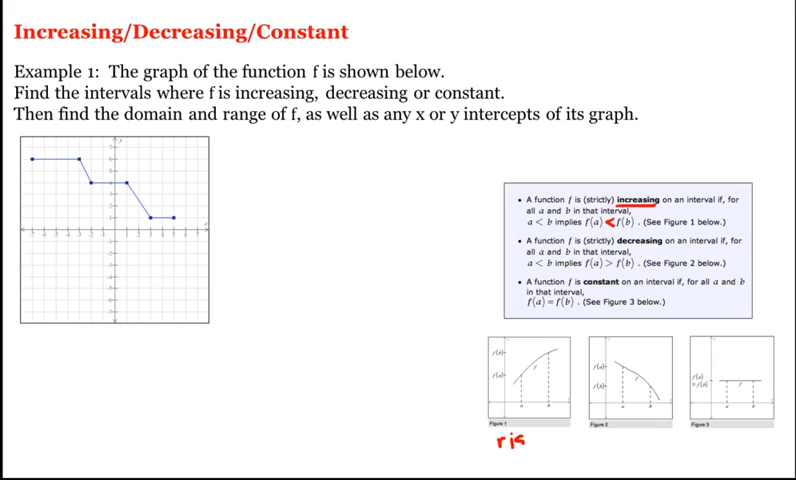 Increasing/Decreasing/Constant
Example 1: The graph of the function f is shown below.
Find the intervals where f is increasing, decreasing or constant.
Then find the domain and range of f, as well as any x or y intercepts of its graph.
• A function f is (strictly) increasing on an interval if, for
all a and b in that interval,
a < b implies f(a) < f(b) . (See Figure 1 below.)
• A function f is (strictly) decreasing on an interval if, for
all a and b in that interval,
a < b implies f(a) > f(b) . (See Figure 2 below.)
• A function f is constant on an interval if, for all a and b
in that interval,
f(a) = f(b) . (See Figure 3 below.)
f(b)
f(a)
f
a b
Figure 1
f(a)
f(b)
f
a b
Figure 2
f(a)
= f(b)
f
a b
Figure 3
ris